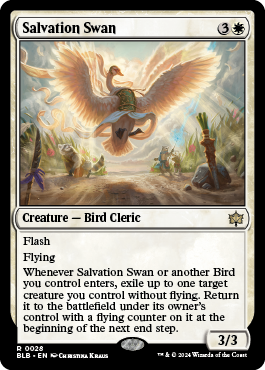 Salvation Swan 3
Creature — Bird Cleric
Flash
Flying
Whenever Salvation Swan or another Bird
you control enters, exile up to one target
creature you control without flying. Return
it to the battlefield under its owner's
control with a flying counter on it at the
beginning of the next end step.
3/3
R 0028
BLB • EN Christina Kraus ™ & © 2024 Wizards of the Coast